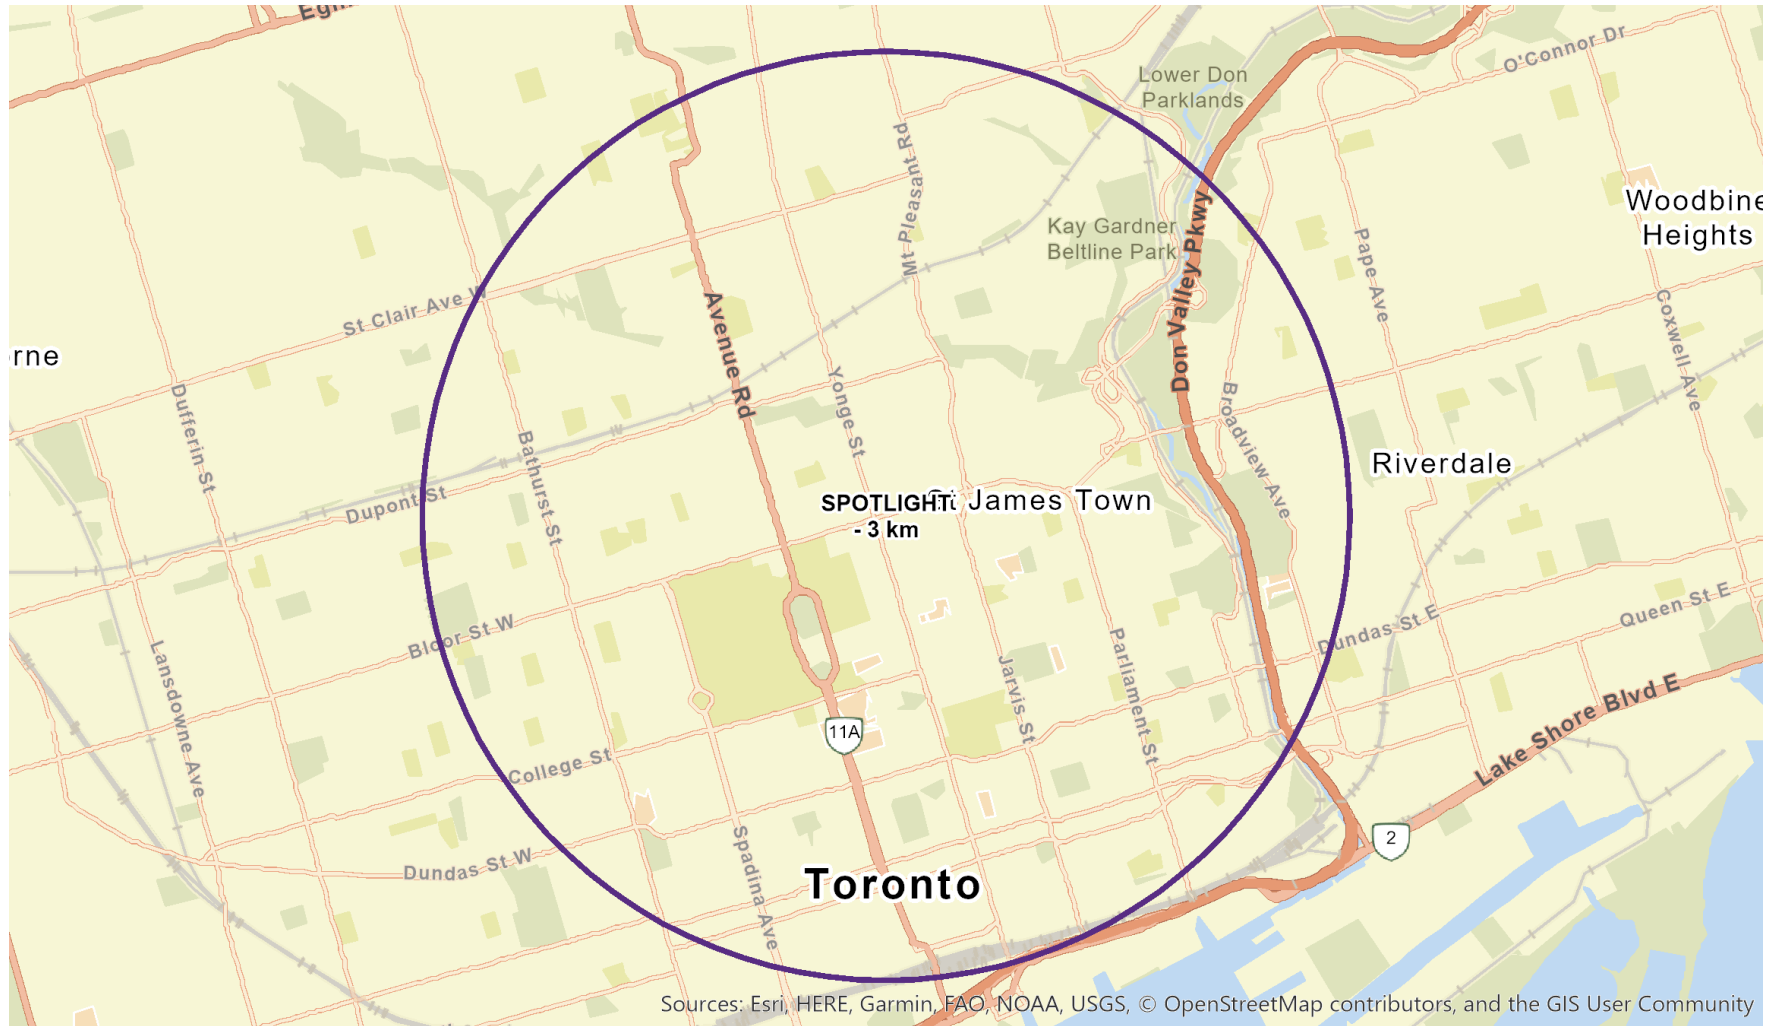 O'Connor Dr
Lower Don
Parklands
Mt Pleasant Rd
Woodbine
Heights
Kay Gardner
Beltline Park
Don Valley Pkwy
Pape Ave
St Clair Ave W
Avenue Rd
Coxwell Ave
rne
Dufferin St
Yonge St
Broadview Ave
Bathurst St
Riverdale
Dupont St
SPOTLIGHT:
- 3 km
St James Town
Bloor St W
Dundas St E
Queen St E
Lansdowne Ave
Jarvis St
Parliament St
Lake Shore Blvd E
11A
College St
2
Spadina Ave
Dundas St W
Toronto
Sources: Esri, HERE, Garmin, FAO, NOAA, USGS, © OpenStreetMap contributors, and the GIS User Community